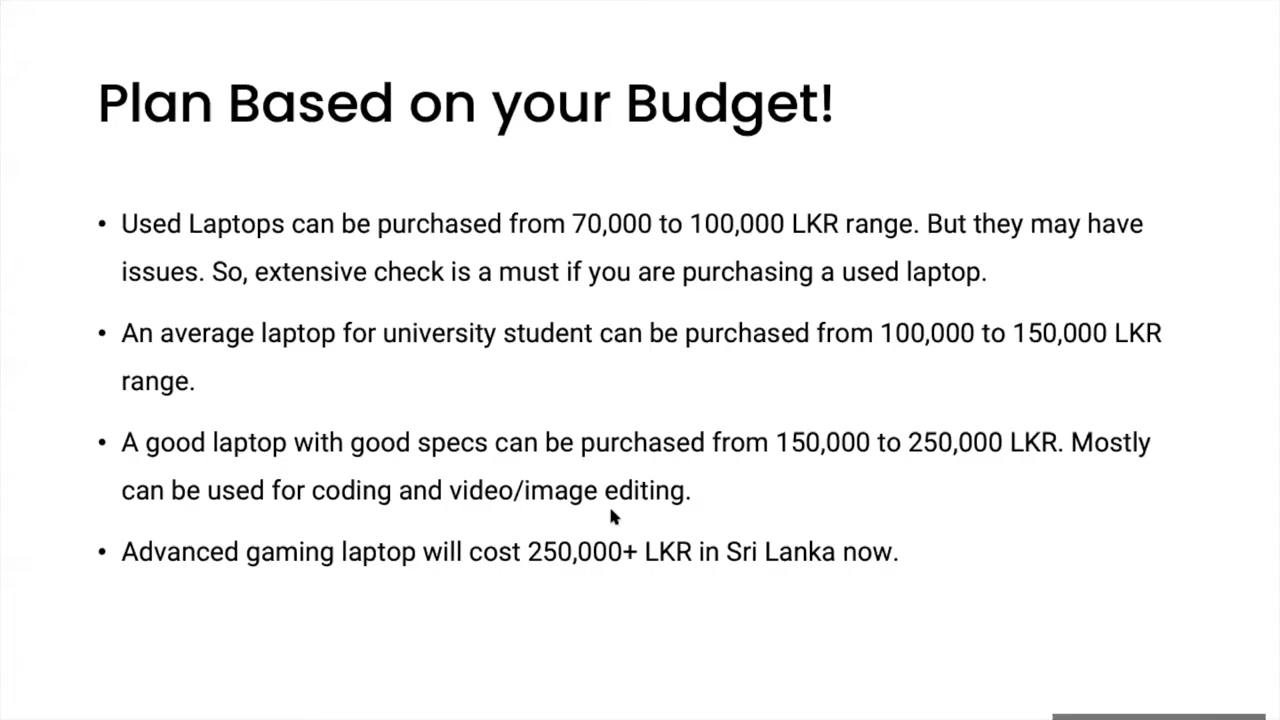 Plan Based on your Budget!
• Used Laptops can be purchased from 70,000 to 100,000 LKR range. But they may have
issues. So, extensive check is a must if you are purchasing a used laptop.
• An average laptop for university student can be purchased from 100,000 to 150,000 LKR
range.
• A good laptop with good specs can be purchased from 150,000 to 250,000 LKR. Mostly
can be used for coding and video/image editing.
• Advanced gaming laptop will cost 250,000+ LKR in Sri Lanka now.